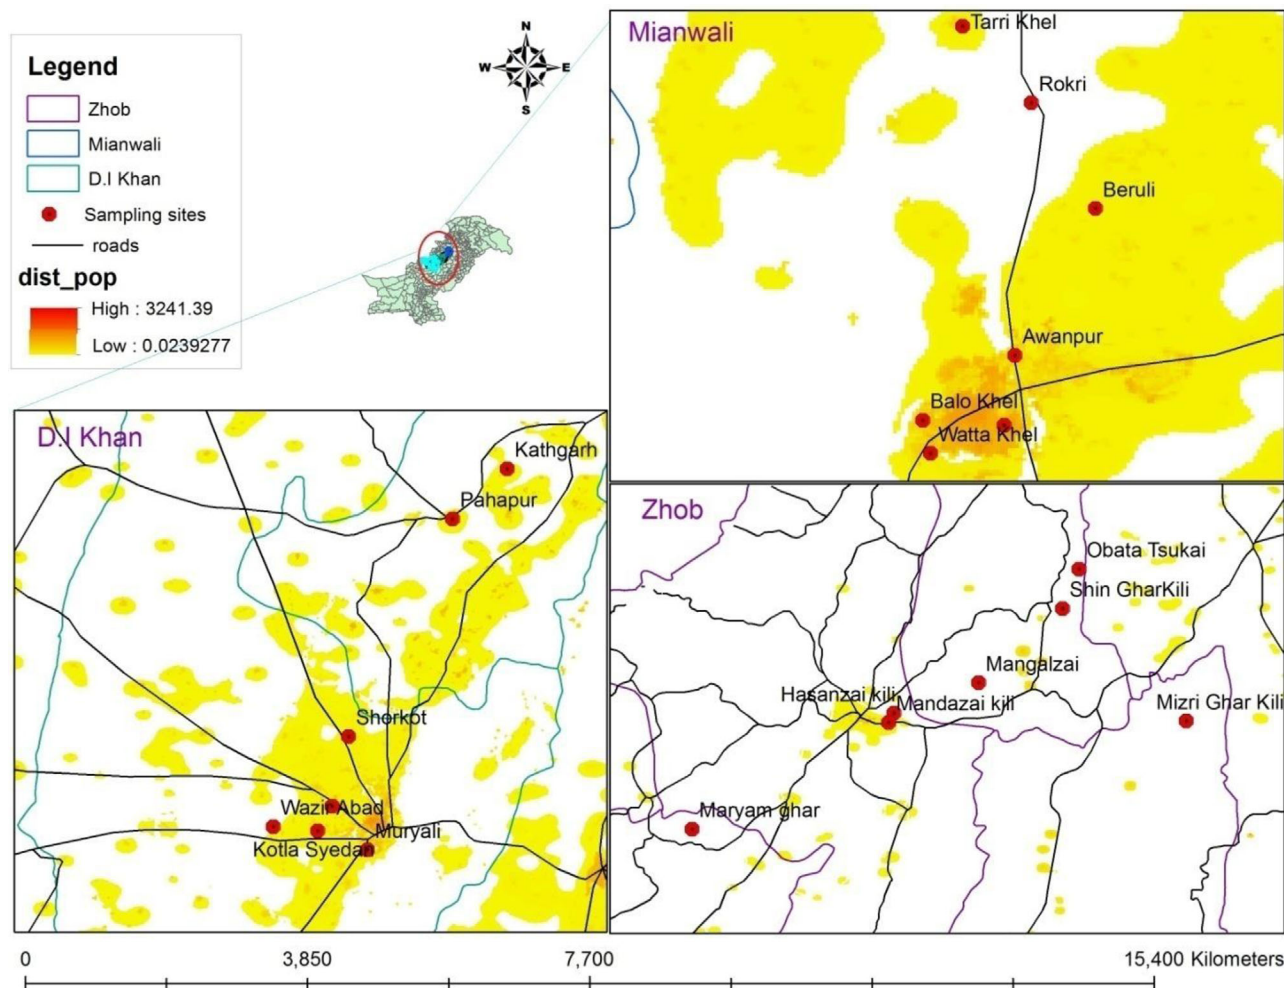 Legend
Zhob
Mianwali
D.I Khan
Sampling sites
roads
dist_pop
High : 3241.39
Low : 0.0239277
N
W
E
S
Mianwali
Tarri Khel
Rokri
Beruli
Awanpur
Balo Khel
Watta Khel
D.I Khan
Kathgarh
Pahapur
Shorkot
Wazir Abad
Muryali
Kotla Syedan
Zhob
Obata Tsukai
Shin GharKili
Mangalzai
Hasanzai kili
Mandazai kill
Mizri Ghar Kili
Maryam ghar
0
3,850
7,700
15,400 Kilometers